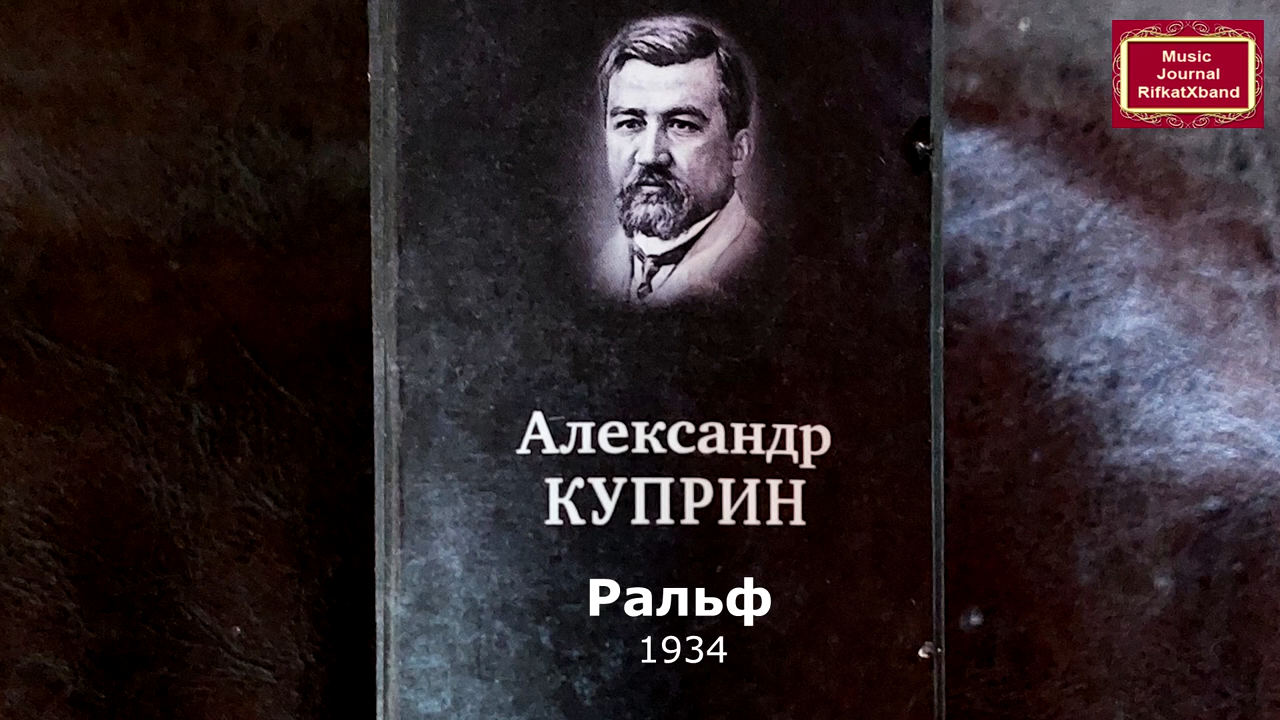 Music
Journal
RifkatXband
Александр
КУПРИН
Ральф
1934